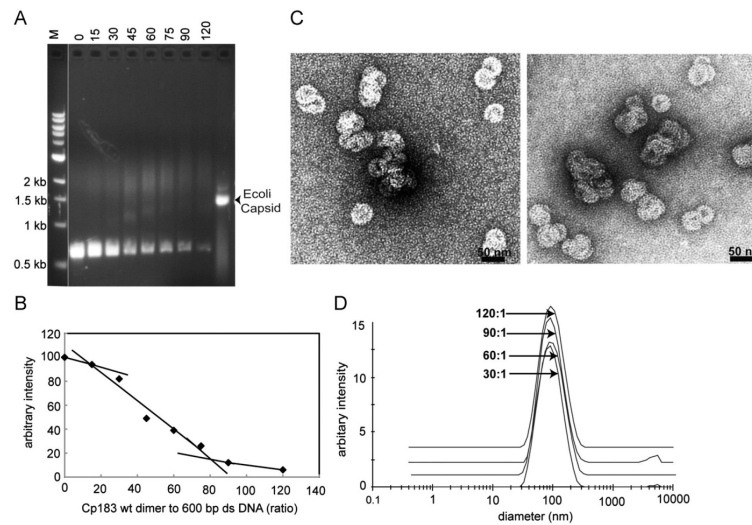 A
M
0
15
30
45
60
75
90
120
2 kb
1.5 kb
1 kb
0.5 kb
Ecoli
Capsid
C
50 nm
50 nm
B
120
100
80
60
40
20
0
arbitrary intensity
0 20 40 60 80 100 120 140
Cp183 wt dimer to 600 bp ds DNA (ratio)
D
15
10
5
0
arbitary intensity
120:1
90:1
60:1
30:1
0.1 1 10 100 1000 10000
diameter (nm)